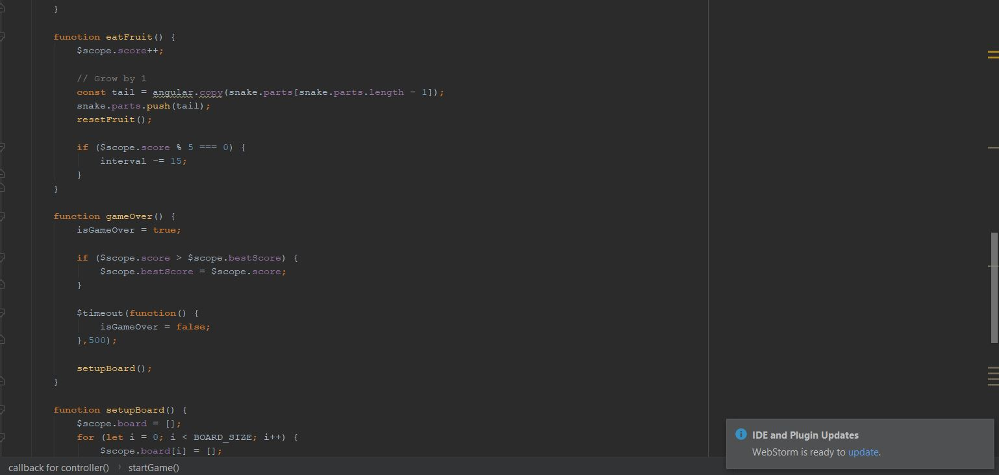 }
function eatFruit() {
$scope.score++;
// Grow by 1
const tail = angular.copy(snake.parts[snake.parts.length - 1]);
snake.parts.push(tail);
resetFruit();
if ($scope.score % 5 === 0) {
interval -= 15;
}
}
function gameOver() {
isGameOver = true;
if ($scope.score > $scope.bestScore) {
$scope.bestScore = $scope.score;
}
$timeout(function() {
isGameOver = false;
},500);
setupBoard();
}
function setupBoard() {
$scope.board = [];
for (let i = 0; i < BOARD_SIZE; i++) {
$scope.board[i] = [];
IDE and Plugin Updates
WebStorm is ready to update.
callback for controller() › startGame()